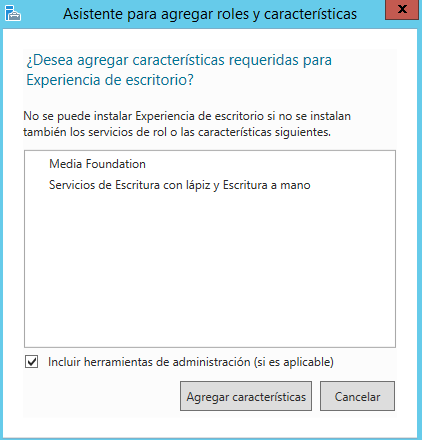 Asistente para agregar roles y características
x
¿Desea agregar características requeridas para
Experiencia de escritorio?
No se puede instalar Experiencia de escritorio si no se instalan
también los servicios de rol o las características siguientes.
Media Foundation
Servicios de Escritura con lápiz y Escritura a mano
Incluir herramientas de administración (si es aplicable)
Agregar características
Cancelar